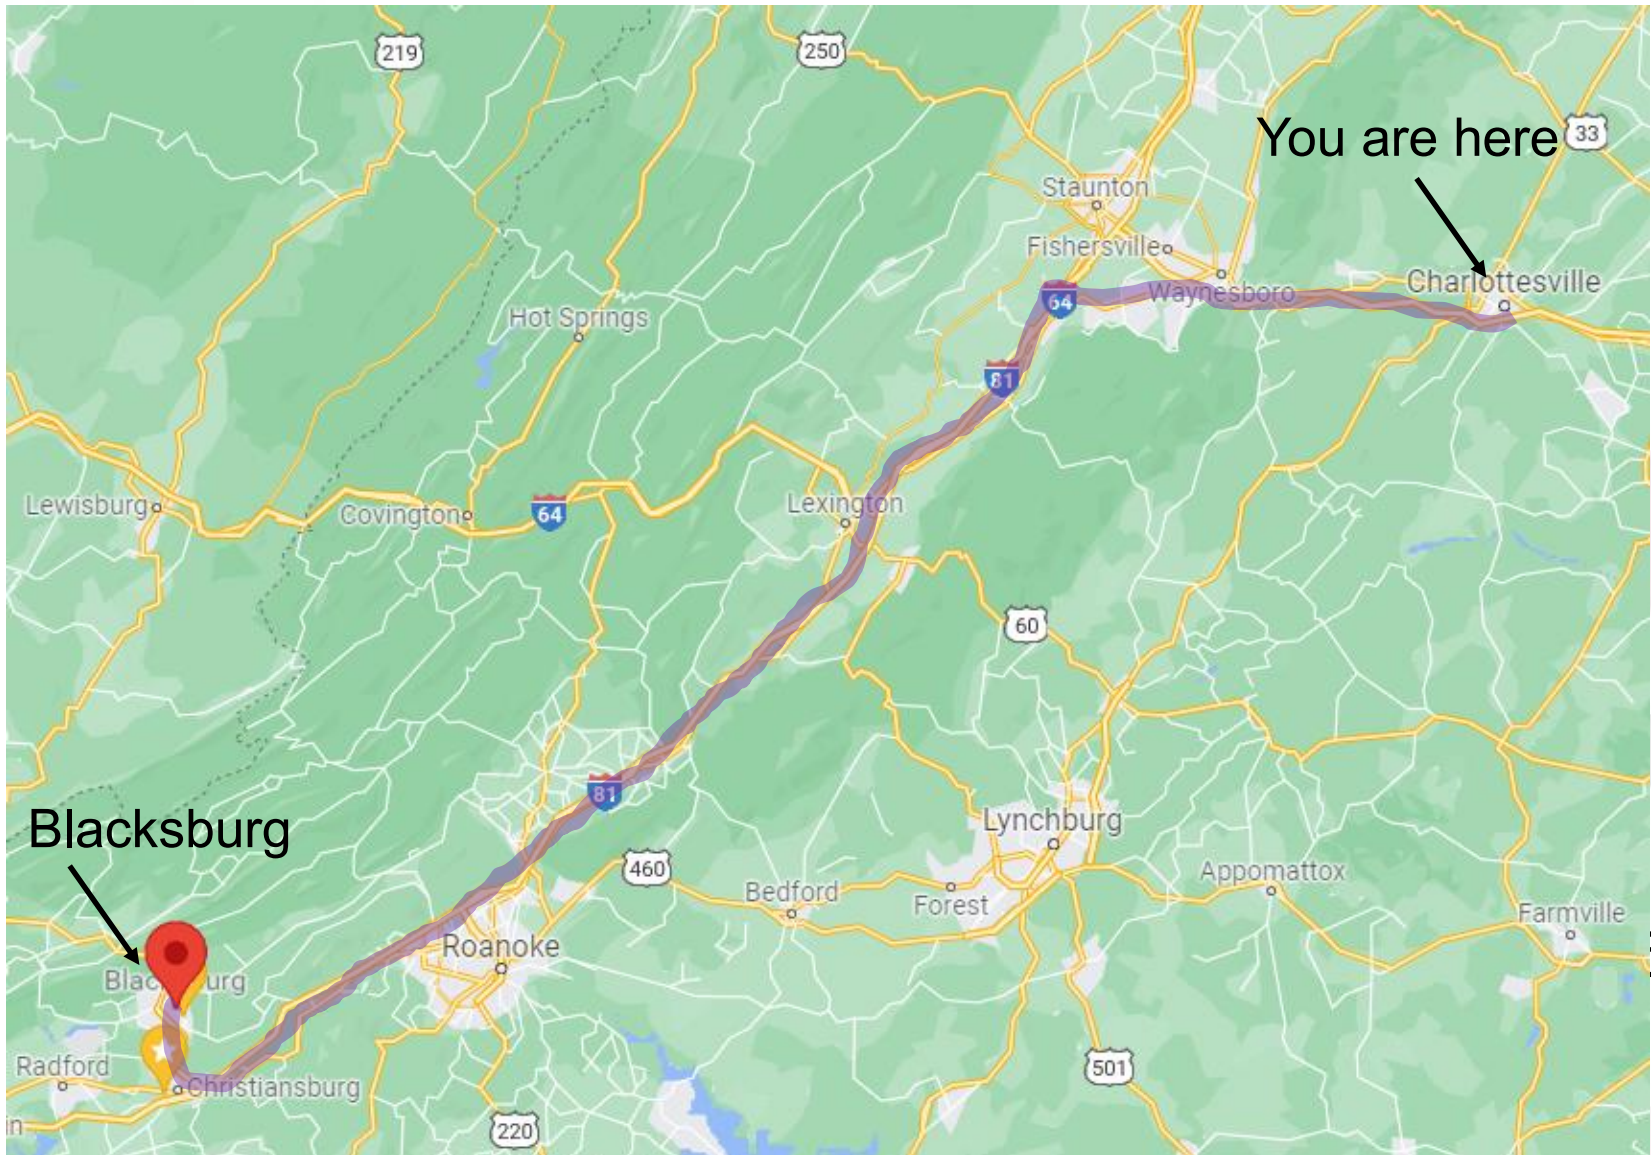 219
250
You are here
33
Staunton
Fishersville
Charlottesville
64
Waynesboro
Hot Springs
81
Lewisburg
Covington
64
Lexington
60
81
Blacksburg
Lynchburg
460
Appomattox
Bedford
Forest
Farmville
Roanoke
Radford
Christiansburg
501
220